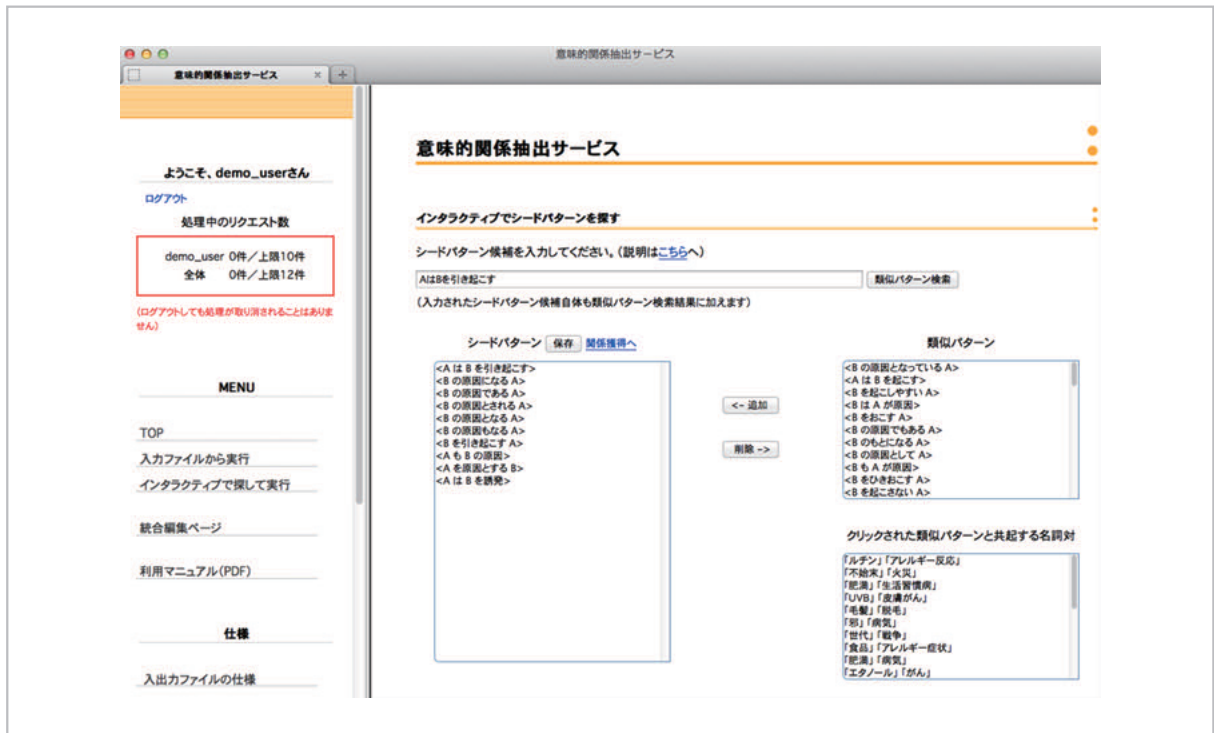 意味的関係抽出サービス
意味的関係抽出サービス × +
ようこそ、demo_userさん
ログアウト
処理中のリクエスト数
demo_user 0件／上限10件
全体 0件／上限12件
(ログアウトしても処理が取り消されることはありま
せん)
MENU
TOP
入力ファイルから実行
インタラクティブで探して実行
統合編集ページ
利用マニュアル(PDF)
仕様
入出力ファイルの仕様
意味的関係抽出サービス
インタラクティブでシードパターンを探す
シードパターン候補を入力してください。(説明はこちらへ)
AはBを引き起こす 類似パターン検索
(入力されたシードパターン候補自体も類似パターン検索結果に加えます)
シードパターン 保存 関係獲得へ
<A は B を引き起こす>
<B の原因になる A>
<B の原因である A>
<B の原因とされる A>
<B の原因となる A>
<B の原因もなる A>
<B を引き起こす A>
<A も B の原因>
<A を原因とする B>
<A は B を誘発>
<- 追加
削除 ->
類似パターン
<B の原因となっている A>
<A は B を起こす>
<B を起こしやすい A>
<B は A が原因>
<B をおこす A>
<B の原因でもある A>
<B のもとになる A>
<B の原因として A>
<B も A が原因>
<B をひきおこす A>
<B を起こさない A>
クリックされた類似パターンと共起する名詞対
「ルチン」「アレルギー反応」
「不始末」「火災」
「肥満」「生活習慣病」
「UVB」「皮膚がん」
「毛髪」「脱毛」
「邪」「病気」
「世代」「戦争」
「食品」「アレルギー症状」
「肥満」「病気」
「エタノール」「がん」